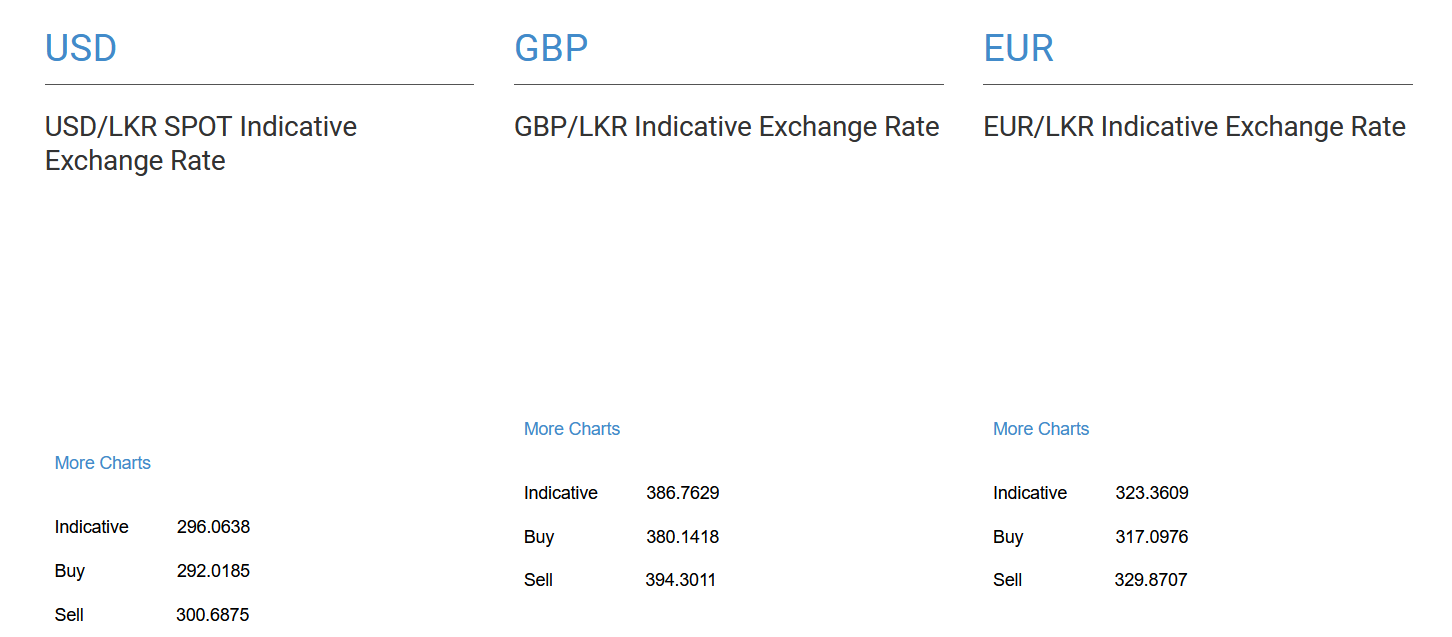 USD
USD/LKR SPOT Indicative
Exchange Rate
More Charts
Indicative 296.0638
Buy 292.0185
Sell 300.6875
GBP
GBP/LKR Indicative Exchange Rate
More Charts
Indicative 386.7629
Buy 380.1418
Sell 394.3011
EUR
EUR/LKR Indicative Exchange Rate
More Charts
Indicative 323.3609
Buy 317.0976
Sell 329.8707